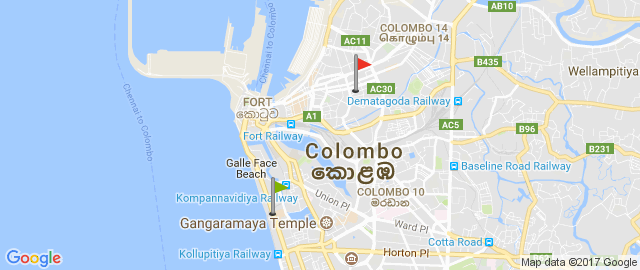 AB10
COLOMBO 14
கொழும்பு 14
AC11
B435
Wellampitiya
Chennai to Colombo
Chennai to Colombo
AC30
FORT
කොටුව
Dematagoda Railway
A1
AC5
B96
Fort Railway
B231
Colombo
කොළඹ
Galle Face
Beach
Baseline Road Railway
Kompannavidiya Railway
COLOMBO 10
මරදාන
Union Pl
Gangaramaya Temple
Ward Pl
Cotta Road
Kollupitiya Railway
Horton Pl
Google
Map data ©2017 Google